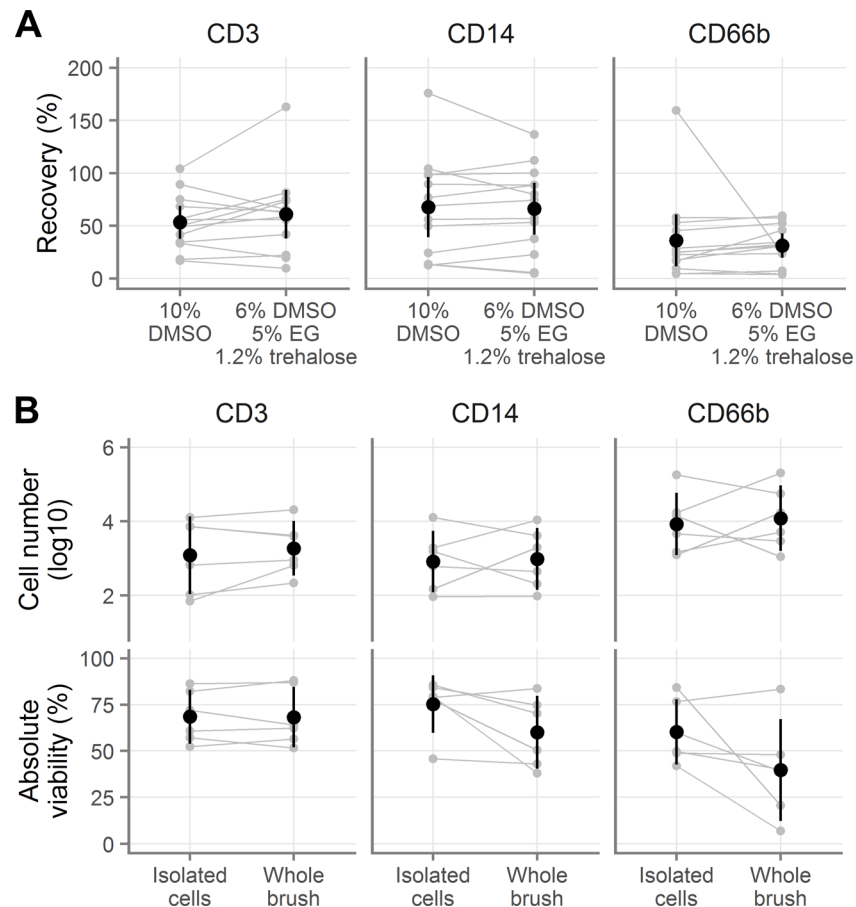 A
CD3 CD14 CD66b
Recovery (%)
200
150
100
50
0
10% 6% DMSO 10% 6% DMSO 10% 6% DMSO
DMSO 5% EG DMSO 5% EG DMSO 5% EG
1.2% trehalose 1.2% trehalose 1.2% trehalose
B
CD3 CD14 CD66b
Cell number
(log10)
6
4
2
Absolute
viability (%)
100
75
50
25
0
Isolated Whole Isolated Whole Isolated Whole
cells brush cells brush cells brush